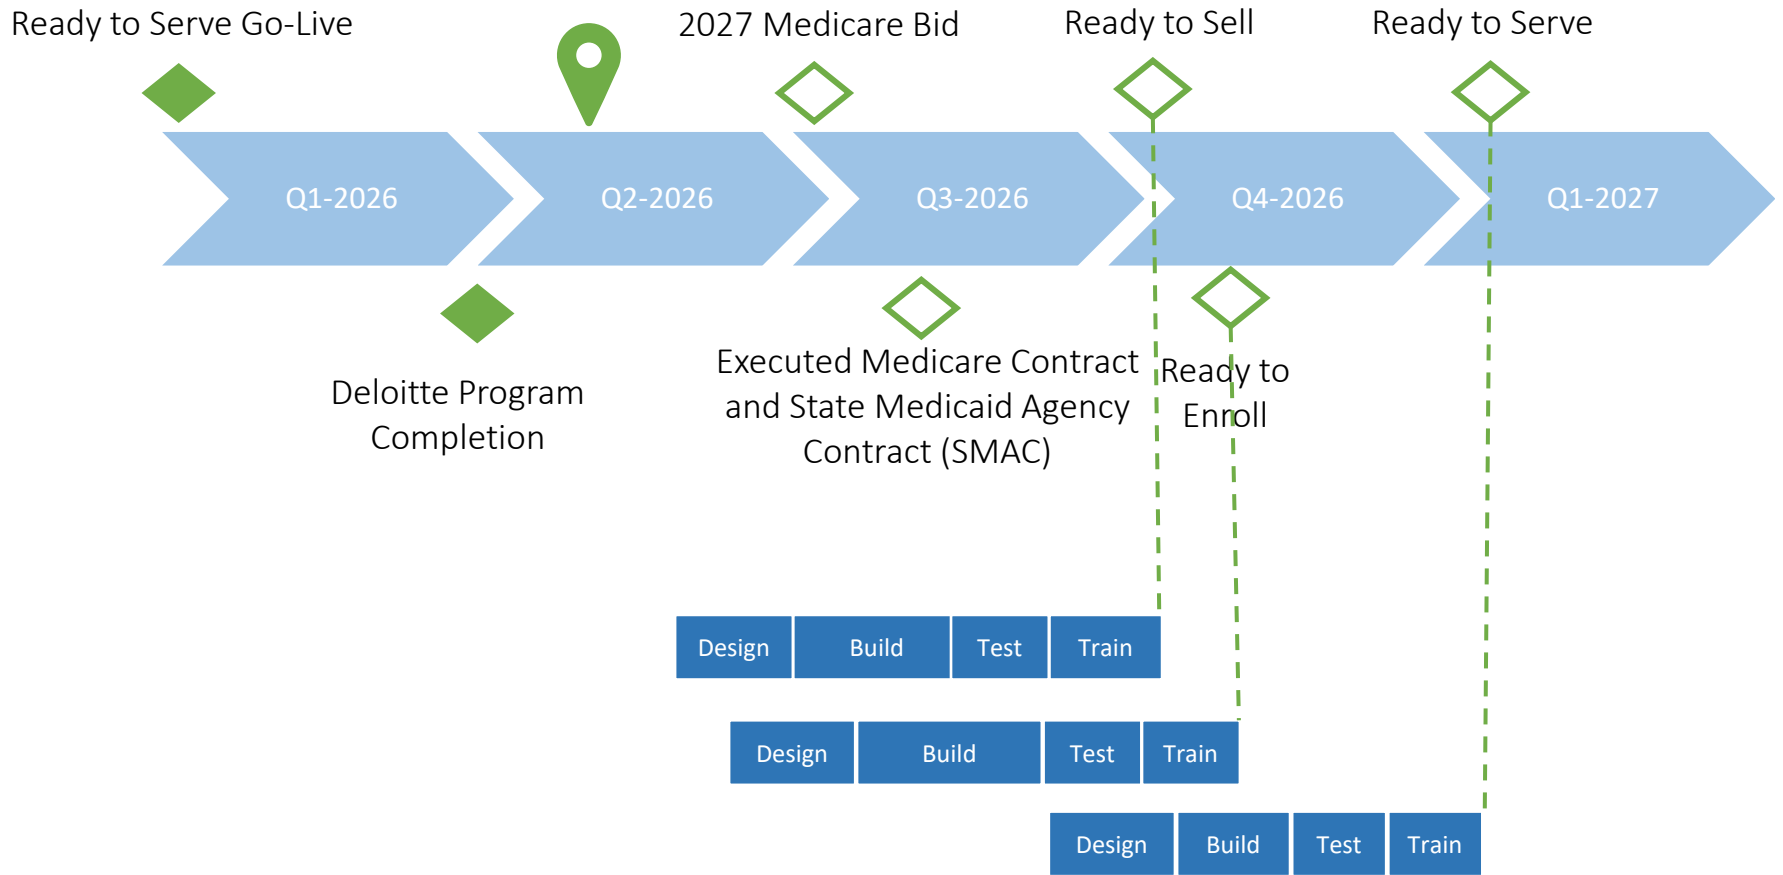 Ready to Serve Go-Live
2027 Medicare Bid
Ready to Sell
Ready to Serve
Q1-2026
Q2-2026
Q3-2026
Q4-2026
Q1-2027
Deloitte Program
Completion
Executed Medicare Contract
and State Medicaid Agency
Contract (SMAC)
Ready to
Enroll
Design
Build
Test
Train
Design
Build
Test
Train
Design
Build
Test
Train